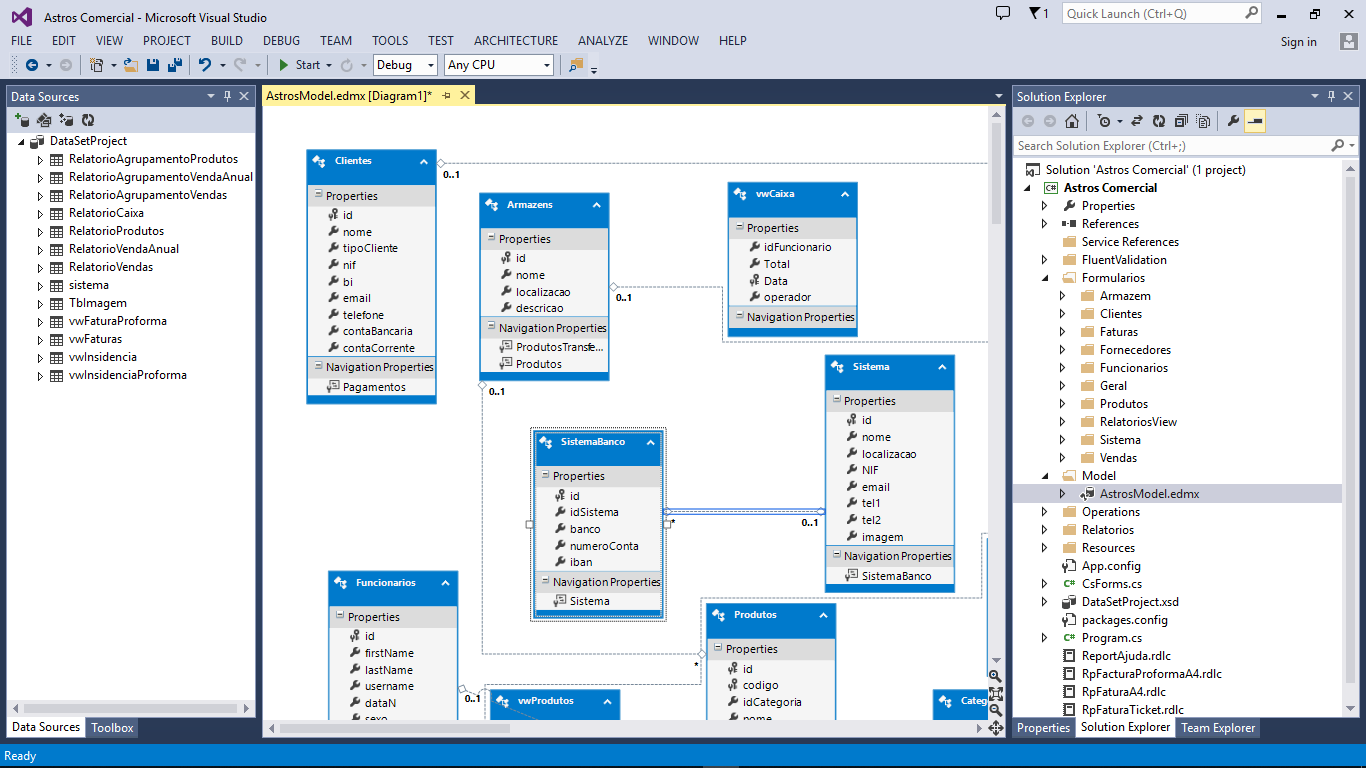 Astros Comercial - Microsoft Visual Studio
1
Quick Launch (Ctrl+Q)
FILE EDIT VIEW PROJECT BUILD DEBUG TEAM TOOLS TEST ARCHITECTURE ANALYZE WINDOW HELP
Sign in
Start Debug Any CPU
Data Sources
DataSetProject
RelatorioAgrupamentoProdutos
RelatorioAgrupamentoVendaAnual
RelatorioAgrupamentoVendas
RelatorioCaixa
RelatorioProdutos
RelatorioVendaAnual
RelatorioVendas
sistema
TbImagem
vwFaturaProforma
vwFaturas
vwInsidencia
vwInsidenciaProforma
Data Sources Toolbox
AstrosModel.edmx [Diagram1]*
Clientes
Properties
id
nome
tipoCliente
nif
bi
email
telefone
contaBancaria
contaCorrente
Navigation Properties
Pagamentos
0..1
Armazens
Properties
id
nome
localizacao
descricao
Navigation Properties
ProdutosTransfe...
Produtos
0..1
0..1
vwCaixa
Properties
idFuncionario
Total
Data
operador
Navigation Properties
SistemaBanco
Properties
id
idSistema
banco
numeroConta
iban
Navigation Properties
Sistema
*
0..1
Sistema
Properties
id
nome
localizacao
NIF
email
tel1
tel2
imagem
Navigation Properties
SistemaBanco
Funcionarios
Properties
id
firstName
lastName
username
dataN
sexo
0..1
vwProdutos
*
Produtos
Properties
id
codigo
idCategoria
nome
Categ
Solution Explorer
Search Solution Explorer (Ctrl+;)
Solution 'Astros Comercial' (1 project)
Astros Comercial
Properties
References
Service References
FluentValidation
Formularios
Armazem
Clientes
Faturas
Fornecedores
Funcionarios
Geral
Produtos
RelatoriosView
Sistema
Vendas
Model
AstrosModel.edmx
Operations
Relatorios
Resources
App.config
CsForms.cs
DataSetProject.xsd
packages.config
Program.cs
ReportAjuda.rdlc
RpFacturaProformaA4.rdlc
RpFaturaA4.rdlc
RpFaturaTicket.rdlc
Properties Solution Explorer Team Explorer
Ready